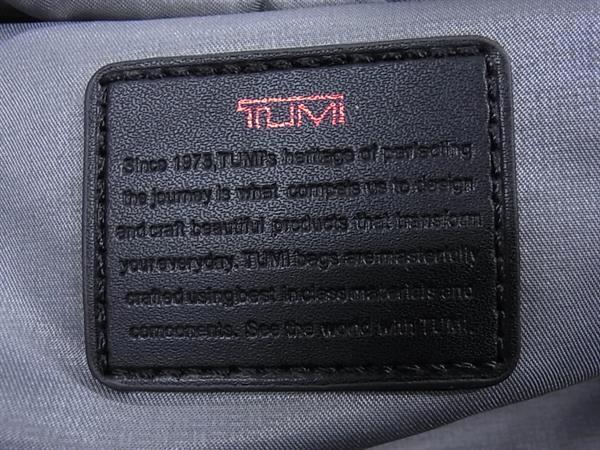 TUMI
Since 1975, TUMI's heritage of perfecting
the journey is what compels us to design
and craft beautiful products that transform
your everyday. TUMI bags are masterfully
crafted using best in class materials and
components. See the world with TUMI.